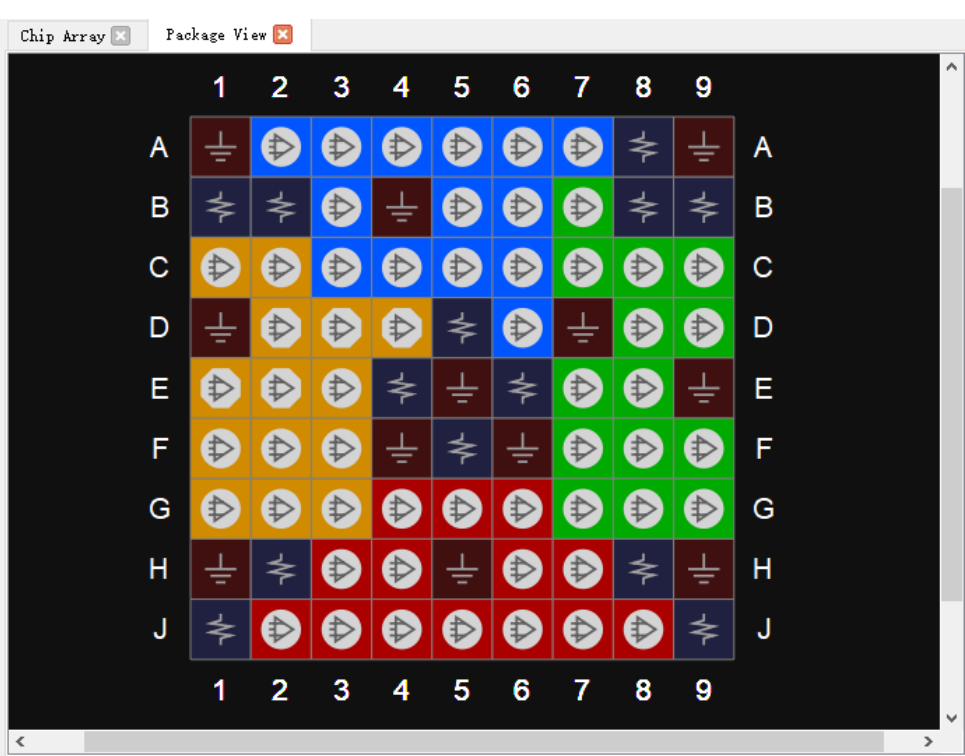 Chip Array Package View
1 2 3 4 5 6 7 8 9
A A
B B
C C
D D
E E
F F
G G
H H
J J
1 2 3 4 5 6 7 8 9